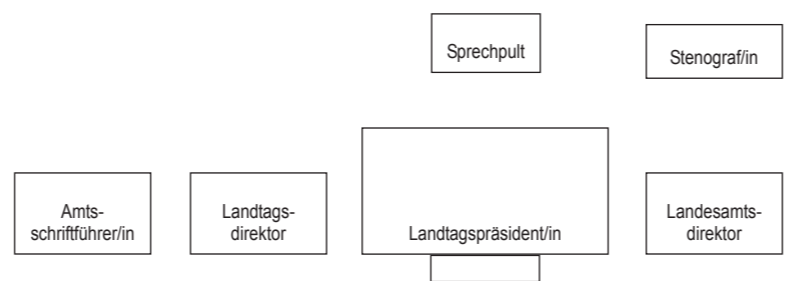 Sprechpult
Stenograf/in
Amts-
schriftführer/in
Landtags-
direktor
Landtagspräsident/in
Landesamts-
direktor